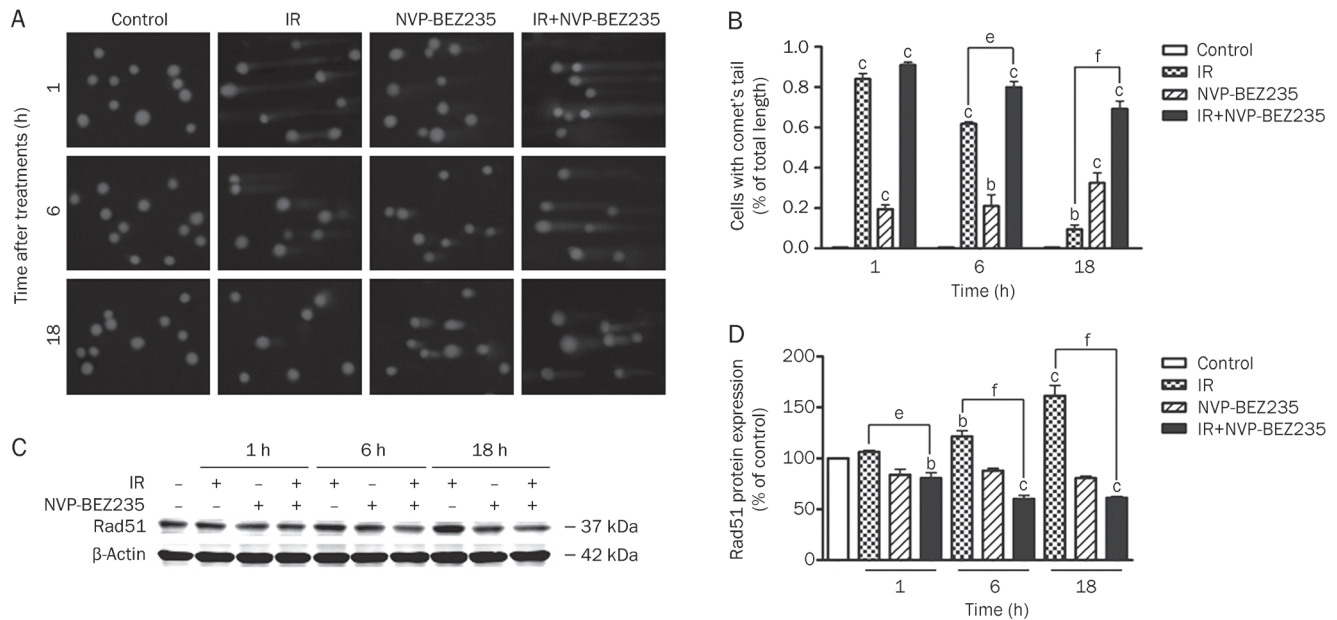 A
Control IR NVP-BEZ235 IR+NVP-BEZ235
Time after treatments (h)
1
6
18
B
Cells with comet's tail
(% of total length)
1.0
0.8
0.6
0.4
0.2
0.0
c c c
e
c b c
f
b c c
1 6 18
Time (h)
Control
IR
NVP-BEZ235
IR+NVP-BEZ235
C
1 h 6 h 18 h
IR – + – + + – + + – +
NVP-BEZ235 – – + + – + + – + +
Rad51 – 37 kDa
β-Actin – 42 kDa
D
Rad51 protein expression
(% of control)
200
150
100
50
0
e
b
f
b c
f
c c
1 6 18
Time (h)
Control
IR
NVP-BEZ235
IR+NVP-BEZ235